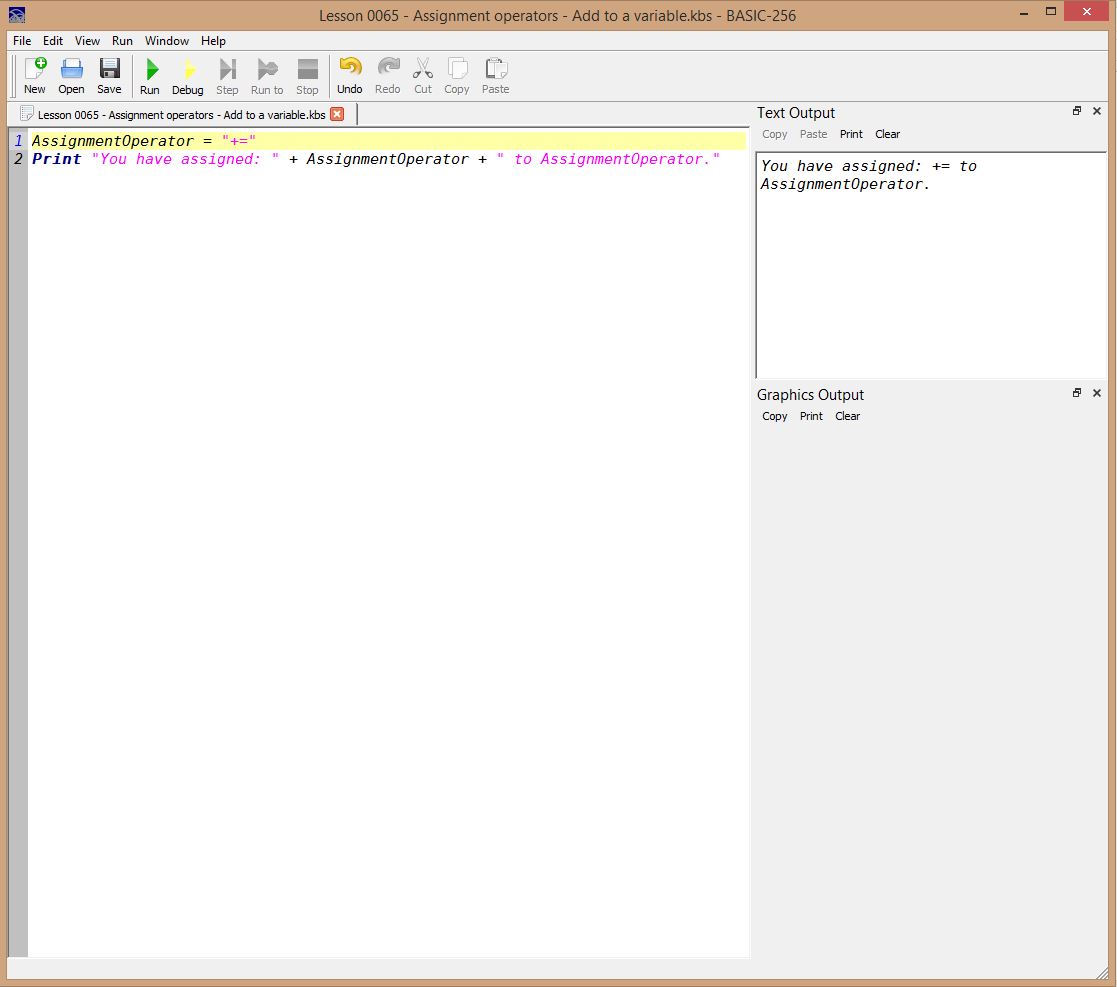 Lesson 0065 - Assignment operators - Add to a variable.kbs - BASIC-256
File Edit View Run Window Help
New Open Save Run Debug Step Run to Stop Undo Redo Cut Copy Paste
Lesson 0065 - Assignment operators - Add to a variable.kbs
1 AssignmentOperator = "+="
2 Print "You have assigned: " + AssignmentOperator + " to AssignmentOperator."
Text Output
Copy Paste Print Clear
You have assigned: += to
AssignmentOperator.
Graphics Output
Copy Print Clear